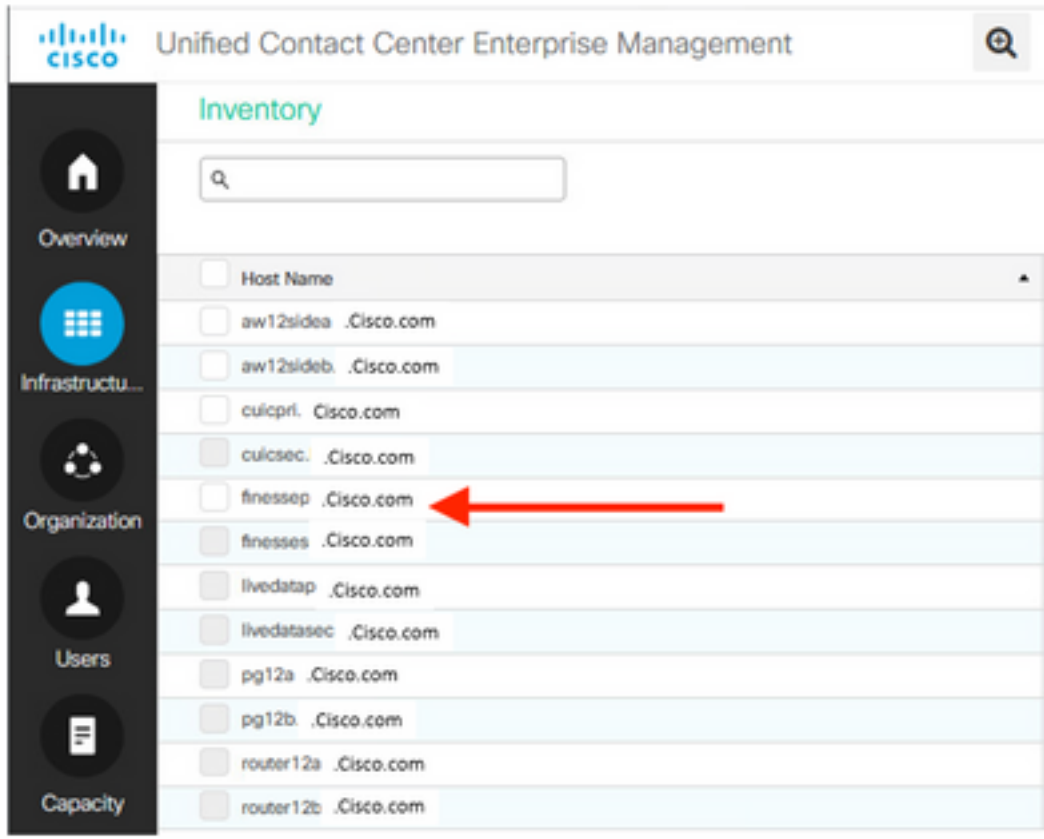 CISCO
Unified Contact Center Enterprise Management
Inventory
Overview
Infrastructu...
Organization
Users
Capacity
Host Name
aw12sidea .Cisco.com
aw12sideb. .Cisco.com
cuicpri. Cisco.com
cuicsec. .Cisco.com
finessep .Cisco.com
finesses .Cisco.com
livedatap .Cisco.com
livedatasec .Cisco.com
pg12a .Cisco.com
pg12b. .Cisco.com
router12a .Cisco.com
router12b .Cisco.com